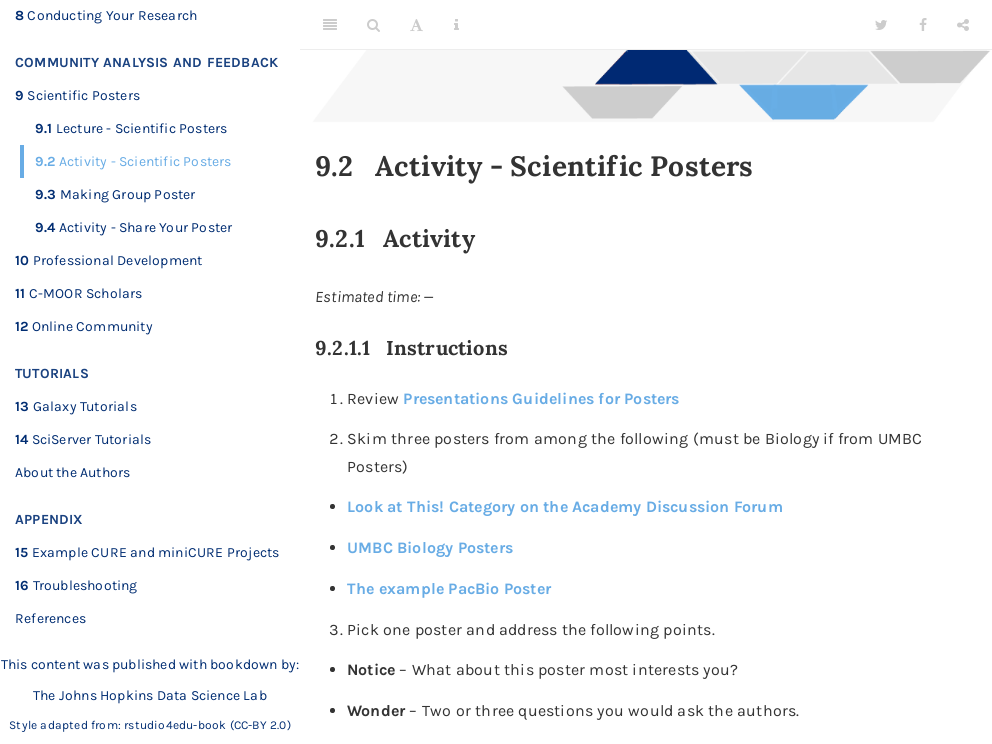 8 Conducting Your Research
COMMUNITY ANALYSIS AND FEEDBACK
9 Scientific Posters
9.1 Lecture - Scientific Posters
9.2 Activity - Scientific Posters
9.3 Making Group Poster
9.4 Activity - Share Your Poster
10 Professional Development
11 C-MOOR Scholars
12 Online Community
TUTORIALS
13 Galaxy Tutorials
14 SciServer Tutorials
About the Authors
APPENDIX
15 Example CURE and miniCURE Projects
16 Troubleshooting
References
This content was published with bookdown by:
The Johns Hopkins Data Science Lab
Style adapted from: rstudio4edu-book (CC-BY 2.0)
9.2 Activity - Scientific Posters
9.2.1 Activity
Estimated time: –
9.2.1.1 Instructions
1. Review Presentations Guidelines for Posters
2. Skim three posters from among the following (must be Biology if from UMBC
Posters)
• Look at This! Category on the Academy Discussion Forum
• UMBC Biology Posters
• The example PacBio Poster
3. Pick one poster and address the following points.
• Notice – What about this poster most interests you?
• Wonder – Two or three questions you would ask the authors.